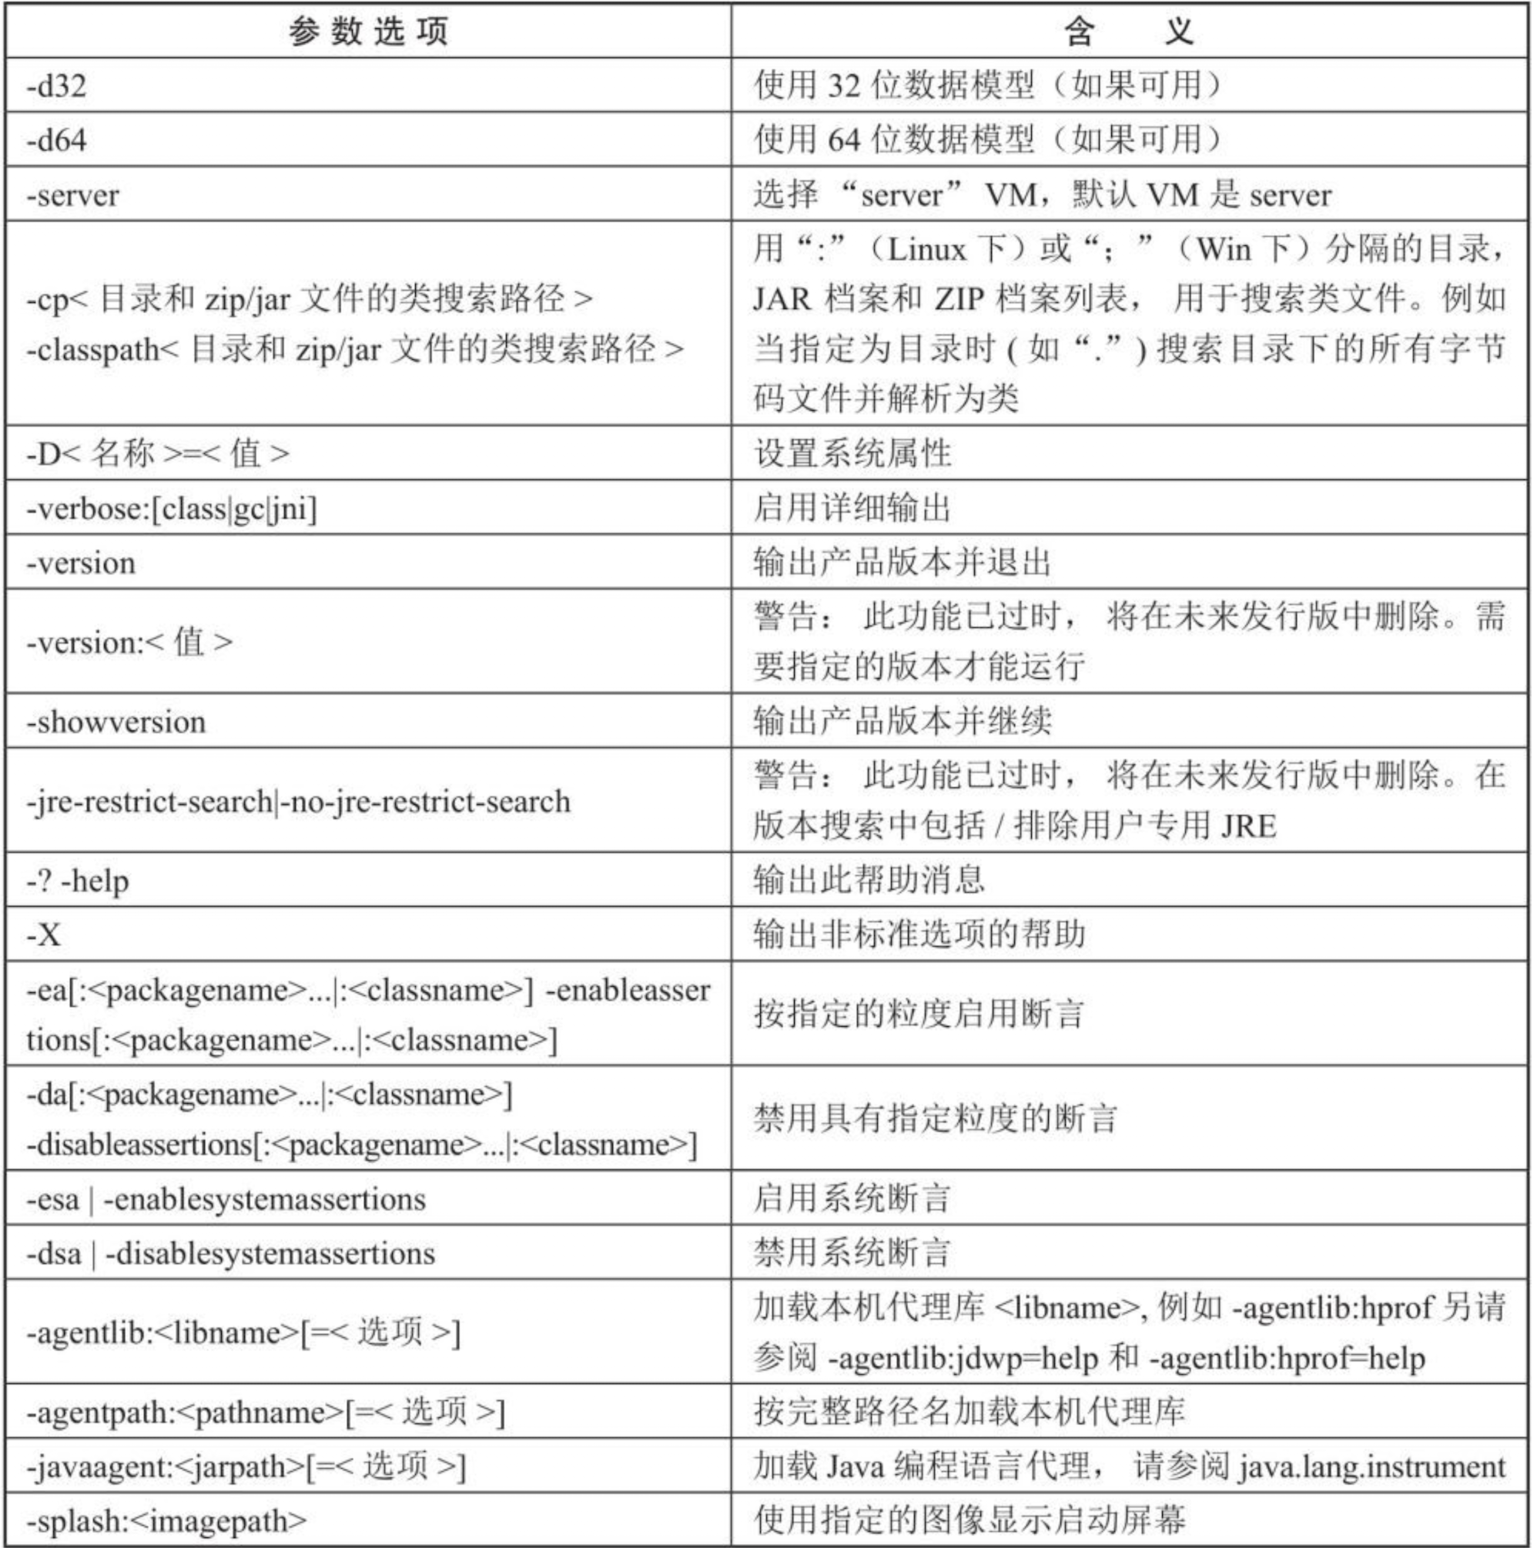 参数选项 含 义
-d32 使用 32 位数据模型（如果可用）
-d64 使用 64 位数据模型（如果可用）
-server 选择 “server” VM，默认 VM 是 server
-cp< 目录和 zip/jar 文件的类搜索路径 >
-classpath< 目录和 zip/jar 文件的类搜索路径 >
用“:”（Linux 下）或“；”（Win 下）分隔的目录，
JAR 档案和 ZIP 档案列表， 用于搜索类文件。例如
当指定为目录时 ( 如“.” ) 搜索目录下的所有字节
码文件并解析为类
-D< 名称 >=< 值 > 设置系统属性
-verbose:[class|gc|jni] 启用详细输出
-version 输出产品版本并退出
-version:< 值 >
警告： 此功能已过时， 将在未来发行版中删除。需
要指定的版本才能运行
-showversion 输出产品版本并继续
-jre-restrict-search|-no-jre-restrict-search
警告： 此功能已过时， 将在未来发行版中删除。在
版本搜索中包括 / 排除用户专用 JRE
-? -help 输出此帮助消息
-X 输出非标准选项的帮助
-ea[:<packagename>...|:<classname>] -enableasser
tions[:<packagename>...|:<classname>]
按指定的粒度启用断言
-da[:<packagename>...|:<classname>]
-disableassertions[:<packagename>...|:<classname>]
禁用具有指定粒度的断言
-esa | -enablesystemassertions 启用系统断言
-dsa | -disablesystemassertions 禁用系统断言
-agentlib:<libname>[=< 选项 >]
加载本机代理库 <libname>, 例如 -agentlib:hprof 另请
参阅 -agentlib:jdwp=help 和 -agentlib:hprof=help
-agentpath:<pathname>[=< 选项 >] 按完整路径名加载本机代理库
-javaagent:<jarpath>[=< 选项 >] 加载 Java 编程语言代理， 请参阅 java.lang.instrument
-splash:<imagepath> 使用指定的图像显示启动屏幕